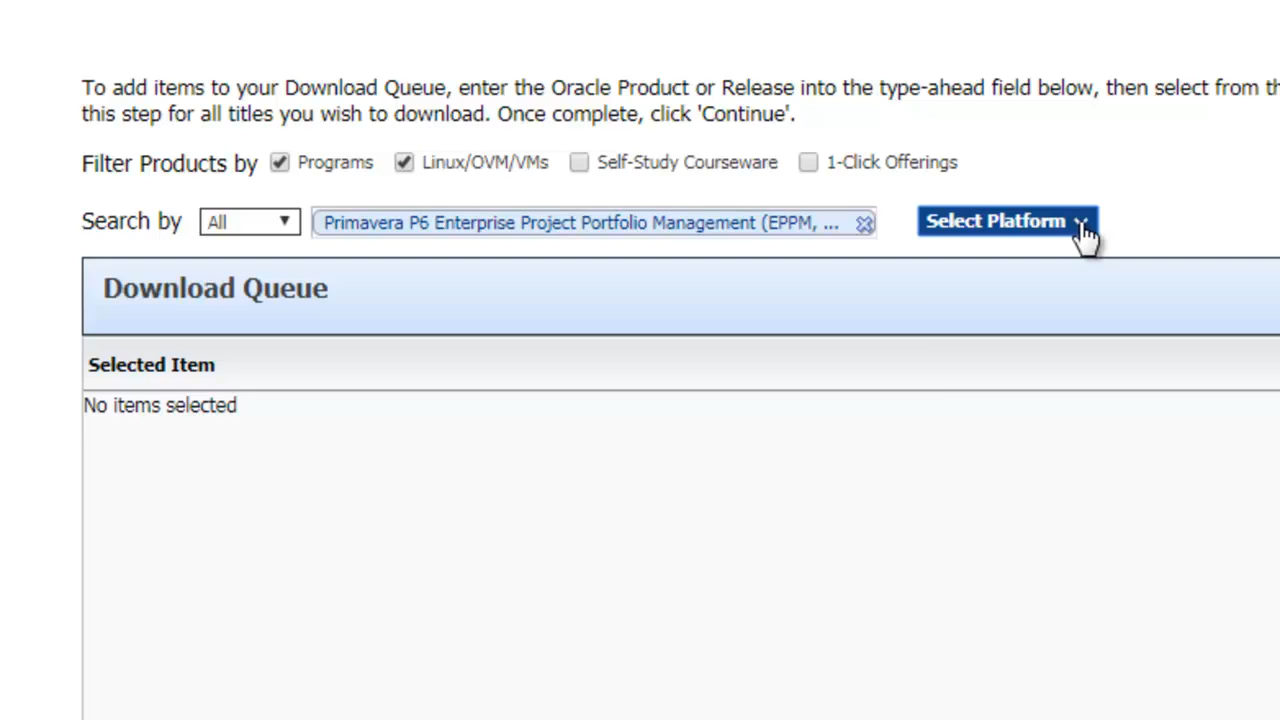 To add items to your Download Queue, enter the Oracle Product or Release into the type-ahead field below, then select from
this step for all titles you wish to download. Once complete, click 'Continue'.
Filter Products by Programs Linux/OVM/VMs Self-Study Courseware 1-Click Offerings
Search by All Primavera P6 Enterprise Project Portfolio Management (EPPM, ... Select Platform
Download Queue
Selected Item
No items selected